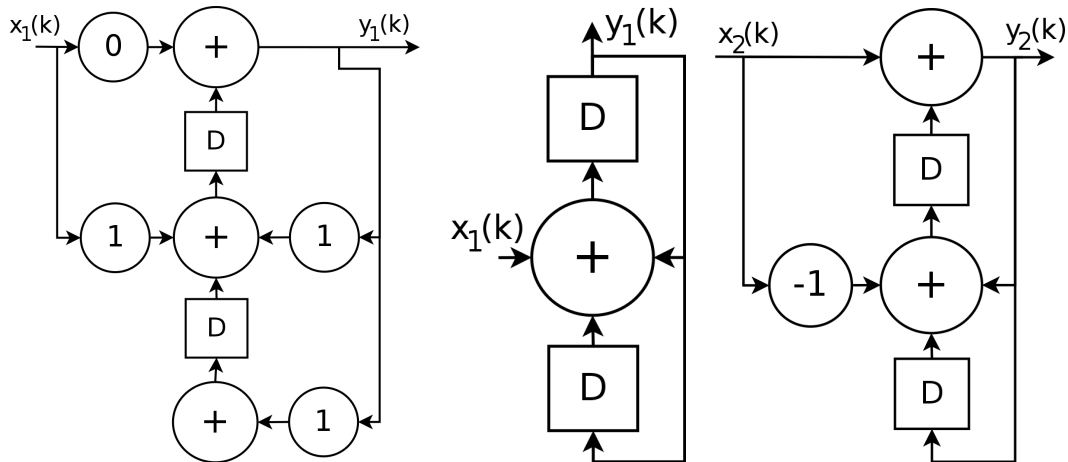 x₁(k) 0 + y₁(k)
D
1 + 1
D
+ 1
y₁(k)
D
x₁(k) +
D
x₂(k) + y₂(k)
D
-1 +
D